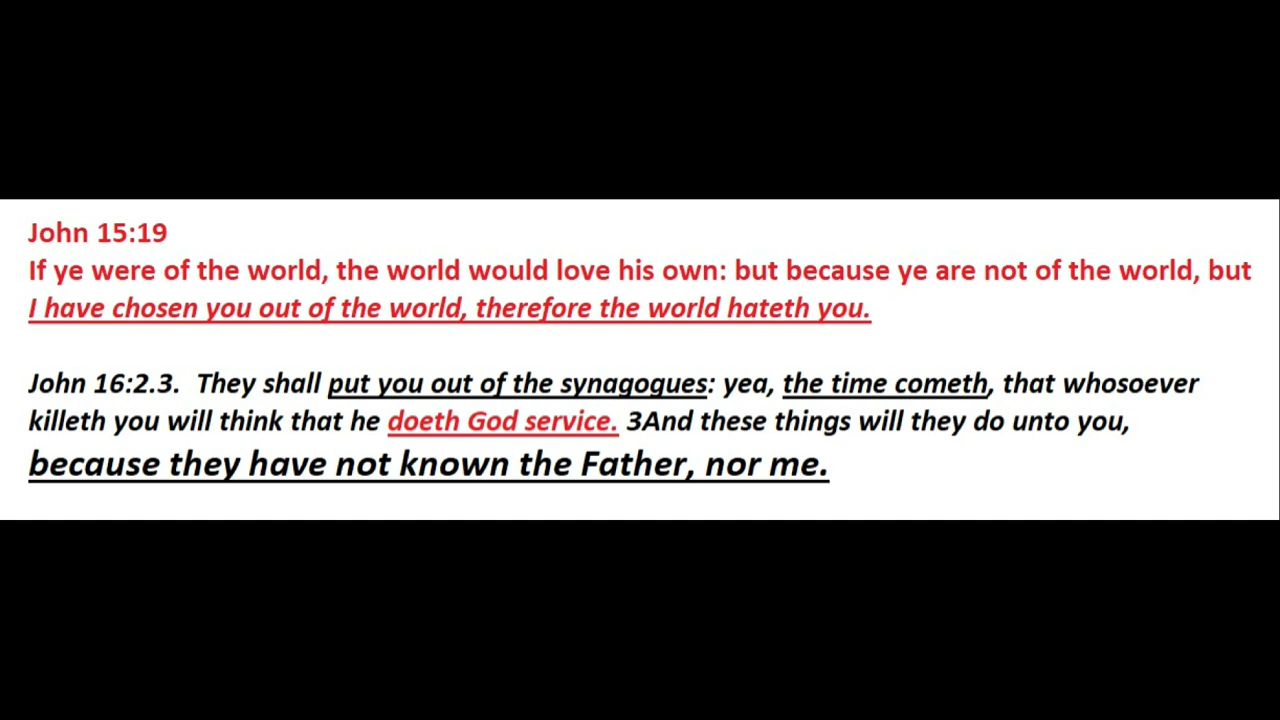 John 15:19
If ye were of the world, the world would love his own: but because ye are not of the world, but
I have chosen you out of the world, therefore the world hateth you.
John 16:2.3.  They shall put you out of the synagogues: yea, the time cometh, that whosoever
killeth you will think that he doeth God service. 3And these things will they do unto you,
because they have not known the Father, nor me.